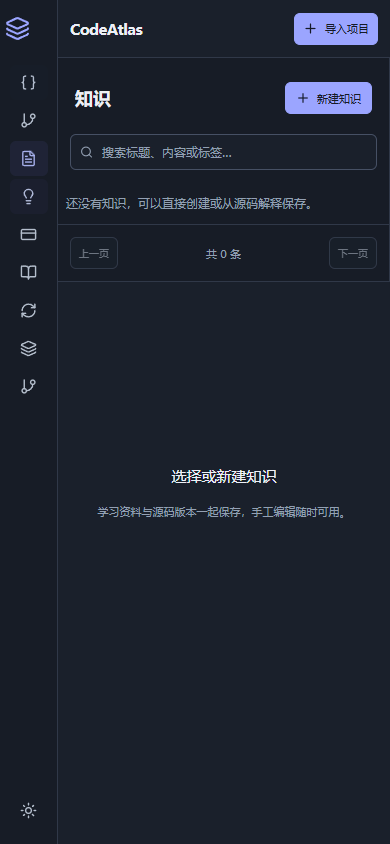 CodeAtlas
导入项目
知识
新建知识
搜索标题、内容或标签...
还没有知识，可以直接创建或从源码解释保存。
上一页
共 0 条
下一页
选择或新建知识
学习资料与源码版本一起保存，手工编辑随时可用。